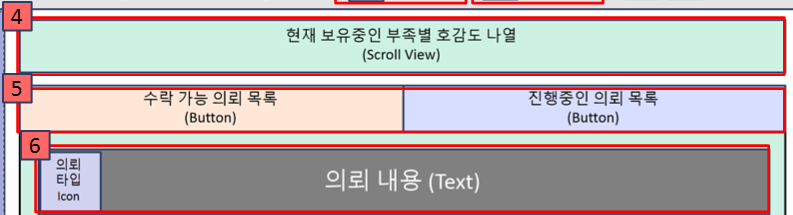 4
현재 보유중인 부족별 호감도 나열
(Scroll View)
5
수락 가능 의뢰 목록
(Button)
진행중인 의뢰 목록
(Button)
6
의뢰
타입
Icon
의뢰 내용 (Text)